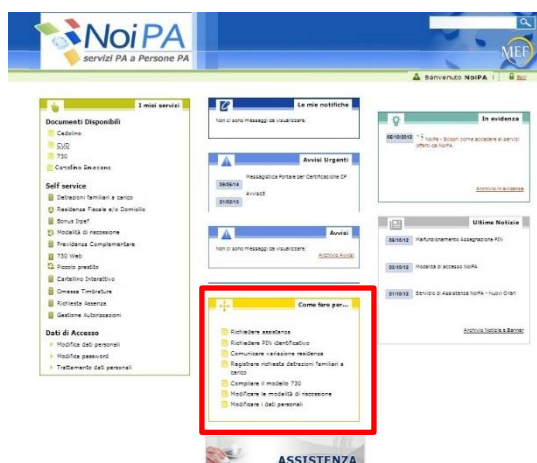 NoiPA
servizi PA a Persone PA
MEF
Benvenuto NoiPA |
Esci
I miei servizi
Documenti Disponibili
Cedolino
CUD
730
Cartellino
Self service
Detrazioni familiari a carico
Residenza Fiscale e/o Domicilio
Bonus Irpef
Modalità di riscossione
Previdenza Complementare
730 Web
Piccolo prestito
Cartellino Interattivo
Omessa Timbratura
Richiesta Assenza
Gestione Autorizzazioni
Dati di Accesso
Modifica dati personali
Modifica password
Trattamento dati personali
Le mie notifiche
Non ci sono messaggi da visualizzare.
Avvisi Urgenti
Messaggistica Portale per Certificazione CF
Avvisi
Non ci sono messaggi da visualizzare.
Archivio Avvisi
Come fare per...
Richiedere assistenza
Richiedere PIN identificativo
Comunicare variazione residenza
Registrare richiesta detrazioni familiari a
carico
Compilare il modello 730
Modificare le modalità di riscossione
Modificare i dati personali
ASSISTENZA
In evidenza
NoiPA - Scopri come accedere ai servizi
offerti da NoiPA
Archivio In evidenza
Ultime Notizie
Malfunzionamento Assegnazione PIN
Modalità di accesso NoiPA
01/10/12 Servizio di Assistenza NoiPA - Nuovi Orari
Archivio Notizie e Banner